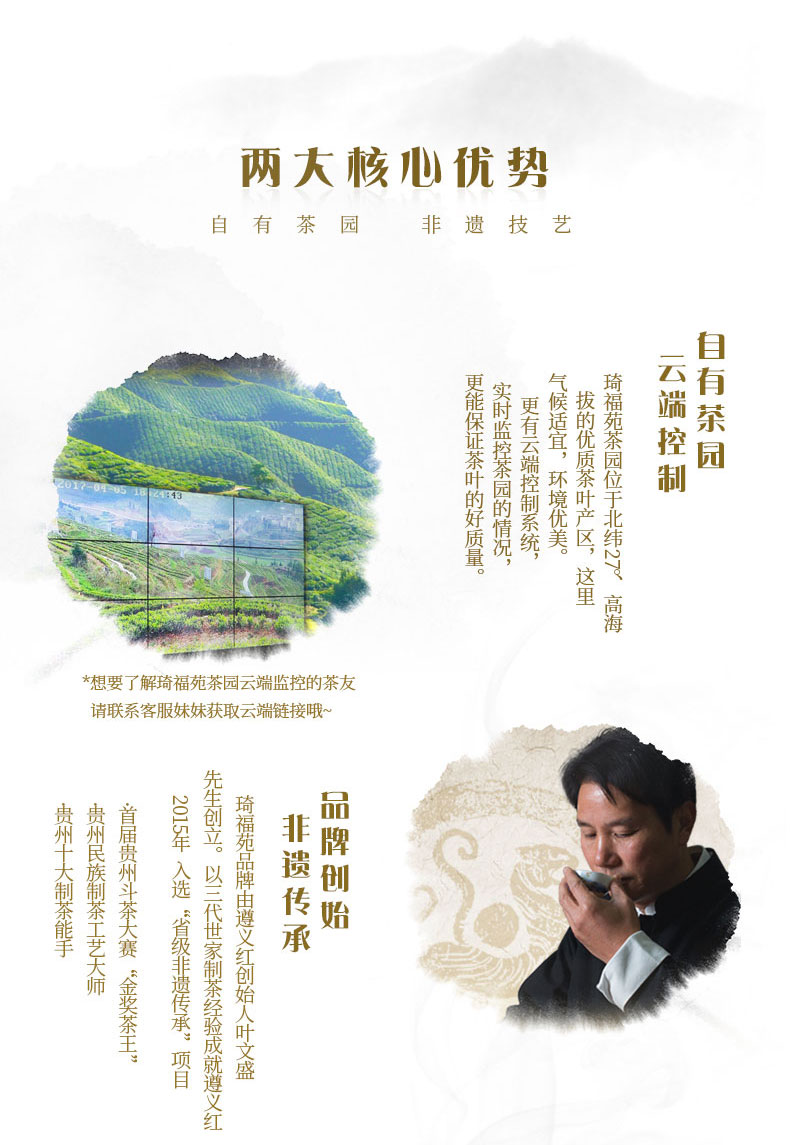 两大核心优势
自有茶园 非遗技艺
自有茶园
云端控制
琦福苑茶园位于北纬27°、高海
拔的优质茶叶产区，这里
气候适宜，环境优美。
更有云端控制系统，
实时监控茶园的情况，
更能保证茶叶的好质量。
2017-04-05 18:24:43
*想要了解琦福苑茶园云端监控的茶友
请联系客服妹妹获取云端链接哦~
品牌创始
非遗传承
琦福苑品牌由遵义红创始人叶文盛
先生创立。以三代世家制茶经验成就遵义红
2015年 入选“省级非遗传承”项目
·首届贵州斗茶大赛“金奖茶王”
·贵州民族制茶工艺大师
·贵州十大制茶能手